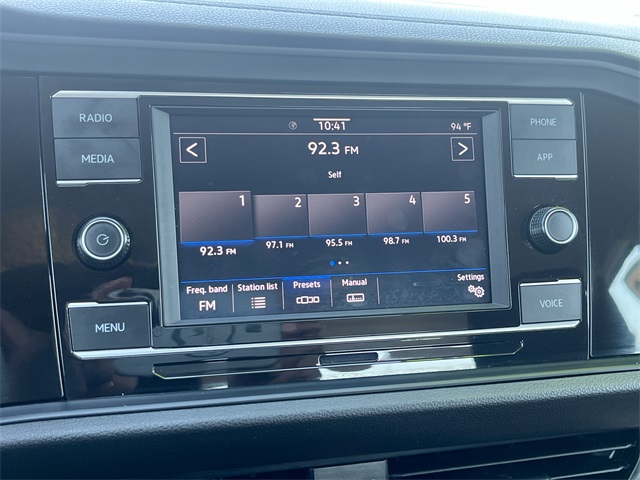 RADIO
MEDIA
MENU
10:41
94 °F
92.3 FM
Self
1 2 3 4 5
92.3 FM 97.1 FM 95.5 FM 98.7 FM 100.3 FM
Freq. band Station list Presets Manual Settings
FM
PHONE
APP
VOICE